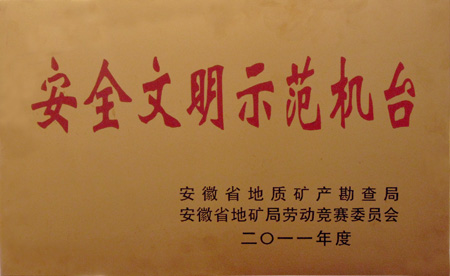 安全文明示范机台
安徽省地质矿产勘查局
安徽省地矿局劳动竞赛委员会
二〇一一年度